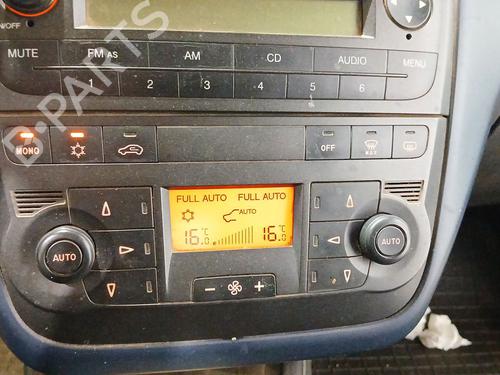 ON/OFF
MUTE FM AS AM CD AUDIO MENU
1 2 3 4 5 6
MONO OFF MAX
FULL AUTO FULL AUTO
AUTO
16.0 °C 16.0 °C
AUTO AUTO
- +
B-PARTS